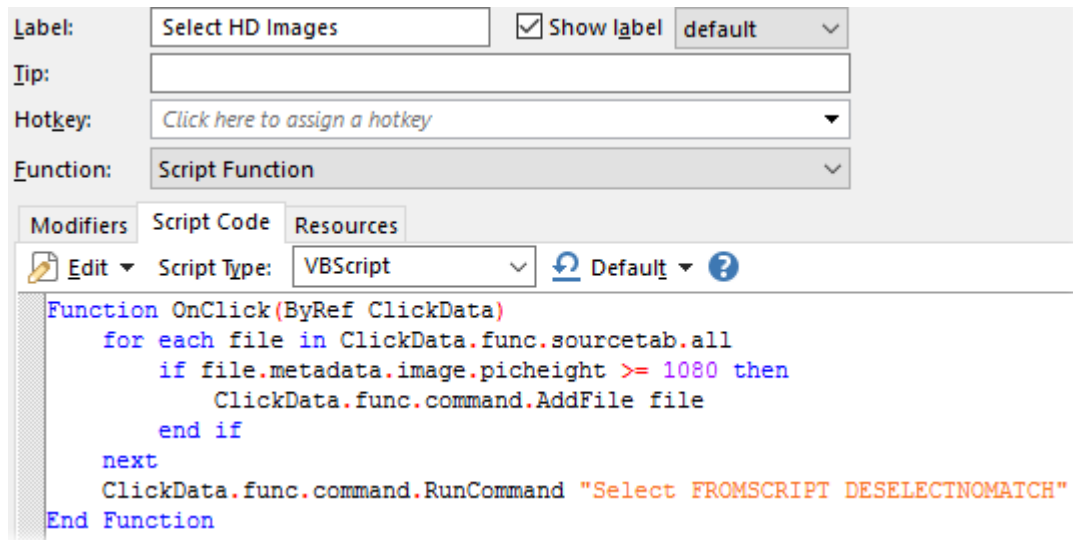 Label: Select HD Images Show label default
Tip:
Hotkey: Click here to assign a hotkey
Function: Script Function
Modifiers Script Code Resources
Edit Script Type: VBScript Default ?
Function OnClick(ByRef ClickData)
    for each file in ClickData.func.sourcetab.all
        if file.metadata.image.picheight >= 1080 then
            ClickData.func.command.AddFile file
        end if
    next
    ClickData.func.command.RunCommand "Select FROMSCRIPT DESELECTNOMATCH"
End Function